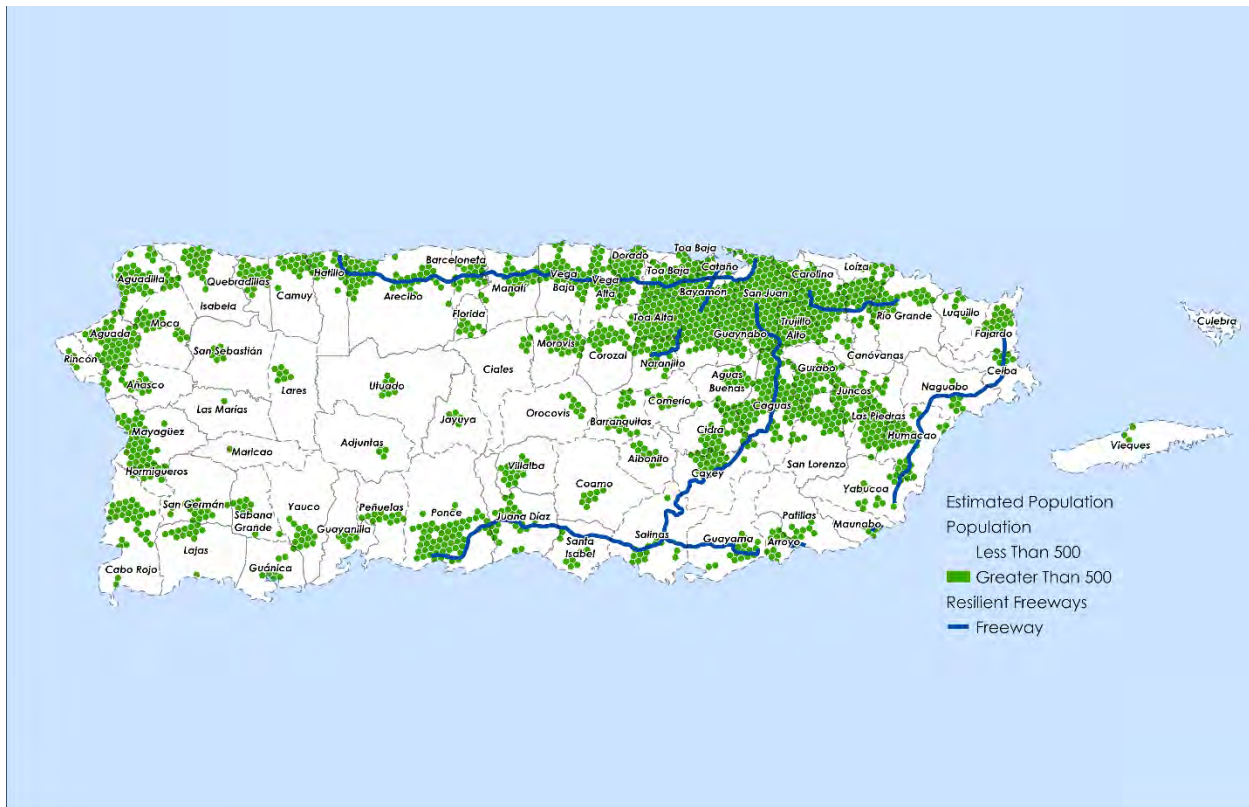 Toa Baja
Dorado
Barceloneta
Toa Baja
Cataño
Loíza
Carolina
Aguadilla
Quebradillas
Hatillo
Vega
Baja
Vega
Alta
Manatí
Camuy
Arecibo
Isabela
Bayamón
San Juan
Río Grande
Luquillo
Culebra
Florida
Toa Alta
Trujillo
Alto
Moca
Aguada
Guaynabo
Fajardo
Morovis
Corozal
San Sebastián
Rincón
Naranjito
Canóvanas
Ciales
Gurabo
Ceiba
Aguas
Buenas
Añasco
Lares
Utuado
Naguabo
Juncos
Comerío
Las Marías
Orocovis
Caguas
Las Piedras
Jayuya
Barranquitas
Cidra
Mayagüez
Humacao
Adjuntas
Maricao
Aibonito
Vieques
Hormigueros
Villalba
San Lorenzo
Cayey
Coamo
Yabucoa
San Germán
Sabana
Grande
Yauco
Peñuelas
Ponce
Juana Díaz
Patillas
Maunabo
Guayanilla
Salinas
Guayama
Arroyo
Santa
Isabel
Lajas
Cabo Rojo
Guánica
Estimated Population
Population
Less Than 500
Greater Than 500
Resilient Freeways
Freeway